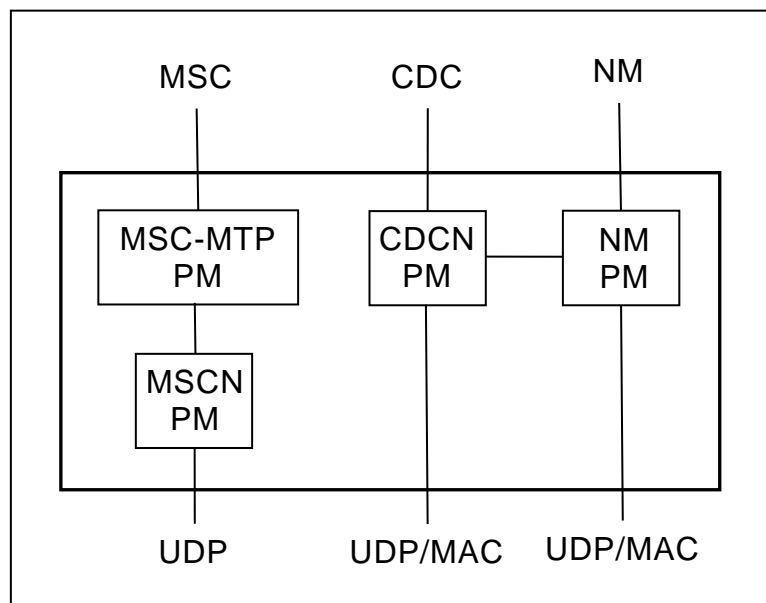 MSC
CDC
NM
MSC-MTP
PM
CDCN
PM
NM
PM
MSCN
PM
UDP
UDP/MAC
UDP/MAC